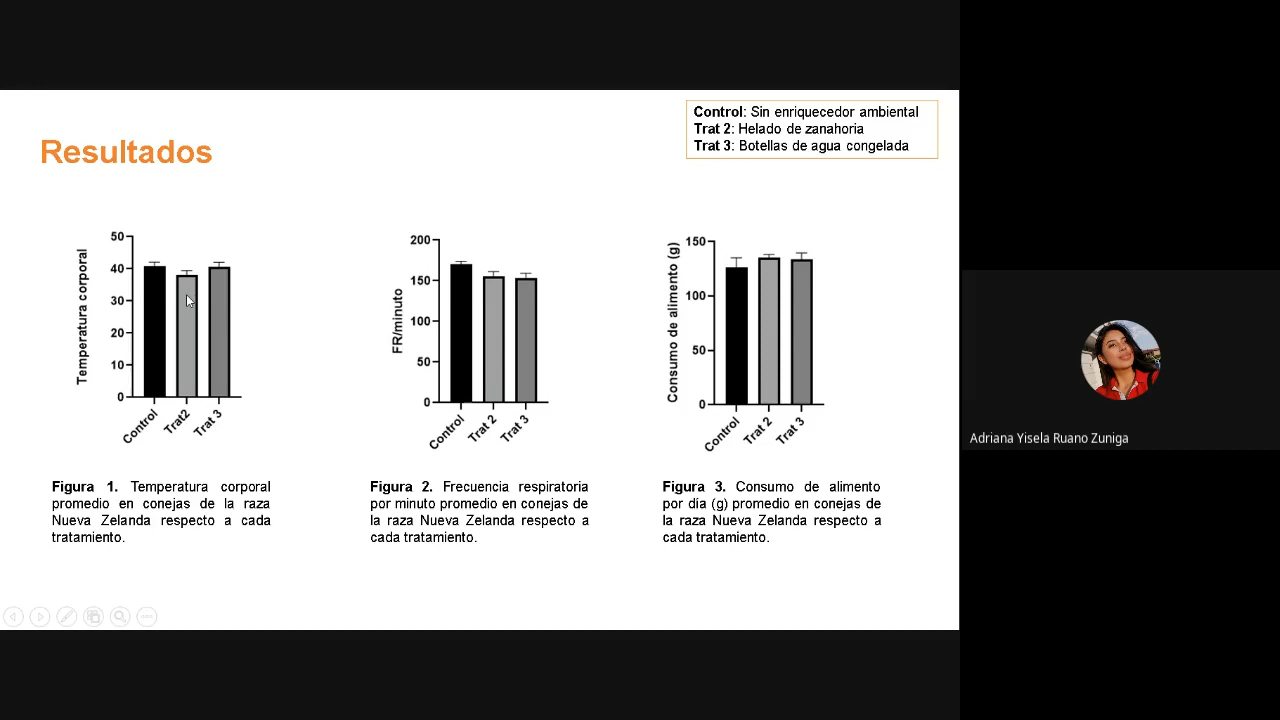 Control: Sin enriquecedor ambiental
Trat 2: Helado de zanahoria
Trat 3: Botellas de agua congelada
Resultados
Temperatura corporal
50
40
30
20
10
0
Control
Trat2
Trat 3
FR/minuto
200
150
100
50
0
Control
Trat 2
Trat 3
Consumo de alimento (g)
150
100
50
0
Control
Trat 2
Trat 3
Figura 1. Temperatura corporal
promedio en conejas de la raza
Nueva Zelanda respecto a cada
tratamiento.
Figura 2. Frecuencia respiratoria
por minuto promedio en conejas de
la raza Nueva Zelanda respecto a
cada tratamiento.
Figura 3. Consumo de alimento
por día (g) promedio en conejas de
la raza Nueva Zelanda respecto a
cada tratamiento.
Adriana Yisela Ruano Zuniga